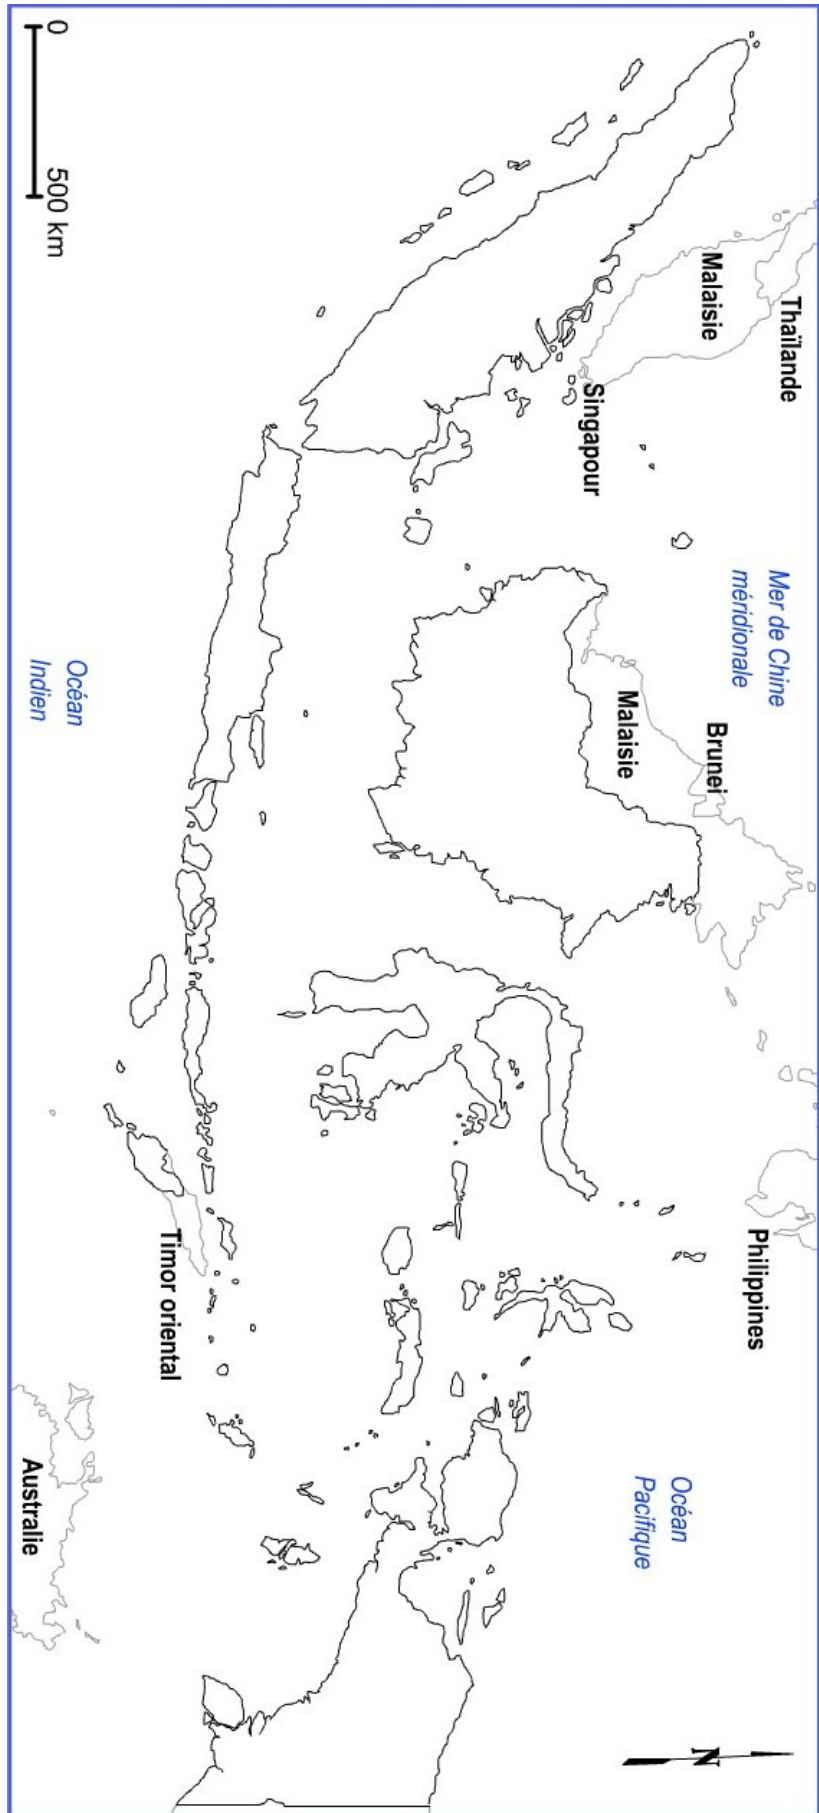 Thaïlande
Malaisie
Singapour
Mer de Chine
méridionale
Brunei
Malaisie
Philippines
Océan
Pacifique
Océan
Indien
Timor oriental
Australie
0
500 km
N